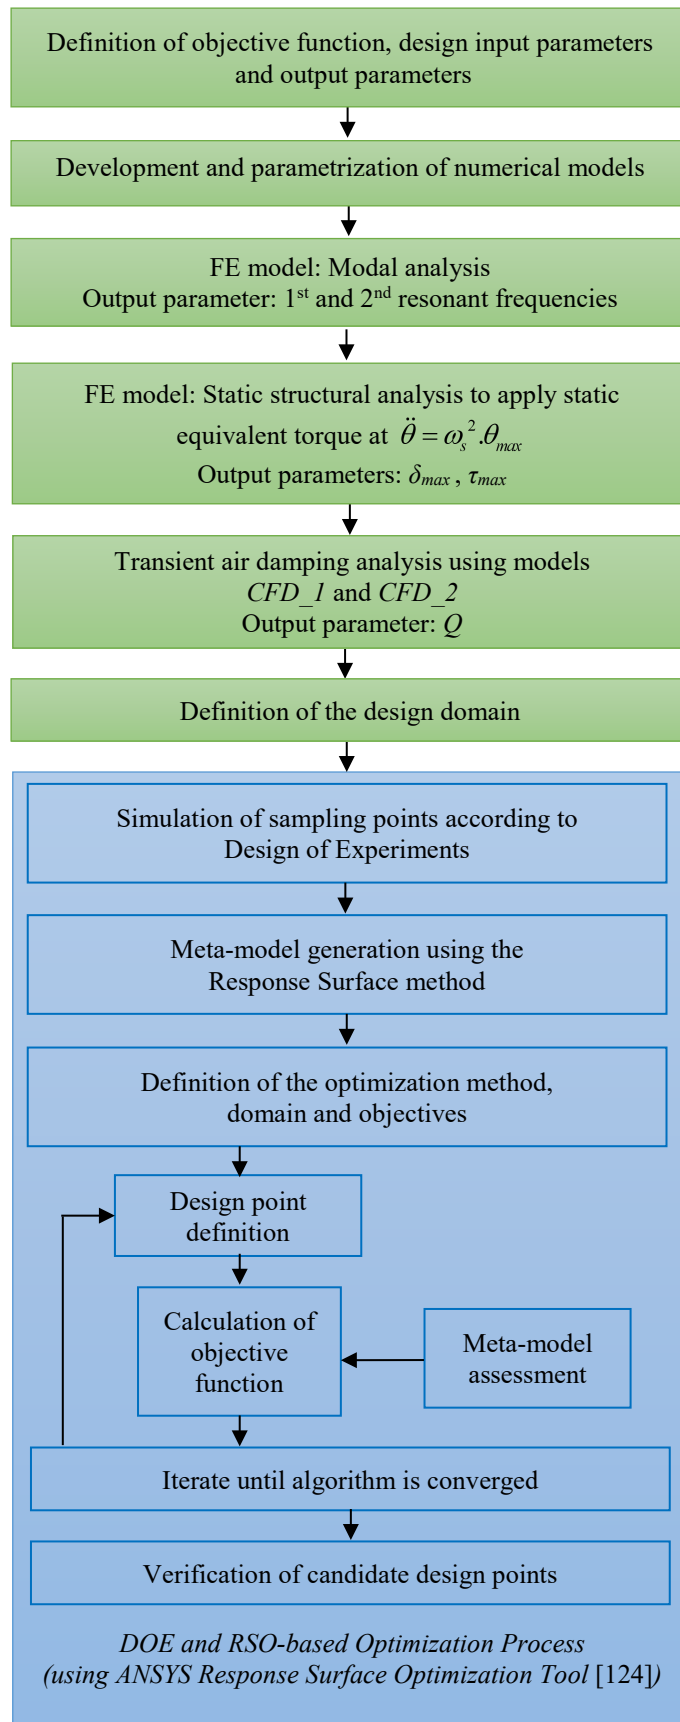 Definition of objective function, design input parameters
and output parameters
Development and parametrization of numerical models
FE model: Modal analysis
Output parameter: 1st and 2nd resonant frequencies
FE model: Static structural analysis to apply static
equivalent torque at θ̈ = ωs².θmax
Output parameters: δmax , τmax
Transient air damping analysis using models
CFD_1 and CFD_2
Output parameter: Q
Definition of the design domain
Simulation of sampling points according to
Design of Experiments
Meta-model generation using the
Response Surface method
Definition of the optimization method,
domain and objectives
Design point
definition
Calculation of
objective
function
Meta-model
assessment
Iterate until algorithm is converged
Verification of candidate design points
DOE and RSO-based Optimization Process
(using ANSYS Response Surface Optimization Tool [124])